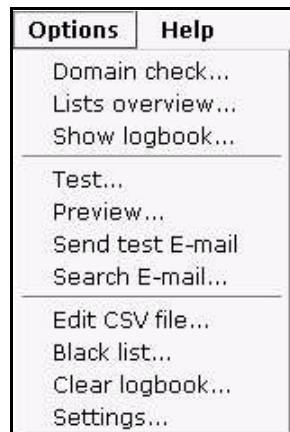 Options Help
Domain check...
Lists overview...
Show logbook...
Test...
Preview...
Send test E-mail
Search E-mail...
Edit CSV file...
Black list...
Clear logbook...
Settings...